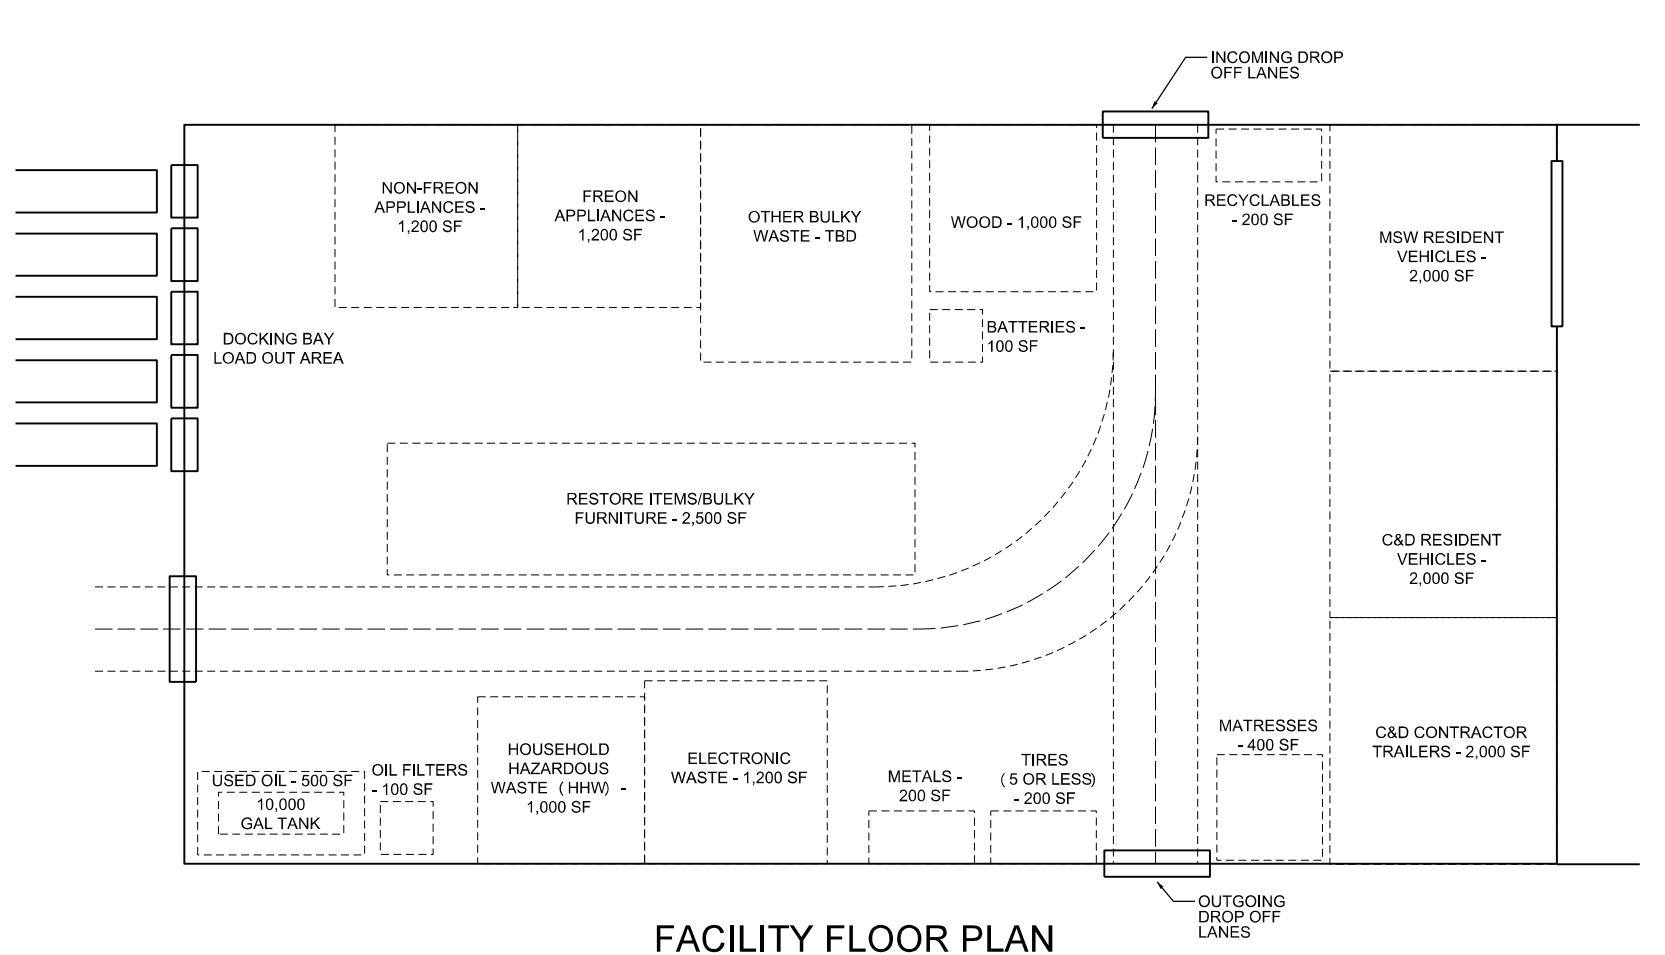 INCOMING DROP
OFF LANES
NON-FREON
APPLIANCES -
1,200 SF
FREON
APPLIANCES -
1,200 SF
OTHER BULKY
WASTE - TBD
WOOD - 1,000 SF
RECYCLABLES
- 200 SF
MSW RESIDENT
VEHICLES -
2,000 SF
BATTERIES -
100 SF
DOCKING BAY
LOAD OUT AREA
RESTORE ITEMS/BULKY
FURNITURE - 2,500 SF
C&D RESIDENT
VEHICLES -
2,000 SF
USED OIL - 500 SF
10,000
GAL TANK
OIL FILTERS
- 100 SF
HOUSEHOLD
HAZARDOUS
WASTE (HHW) -
1,000 SF
ELECTRONIC
WASTE - 1,200 SF
METALS -
200 SF
TIRES
(5 OR LESS)
- 200 SF
MATRESSES
- 400 SF
C&D CONTRACTOR
TRAILERS - 2,000 SF
OUTGOING
DROP OFF
LANES
FACILITY FLOOR PLAN